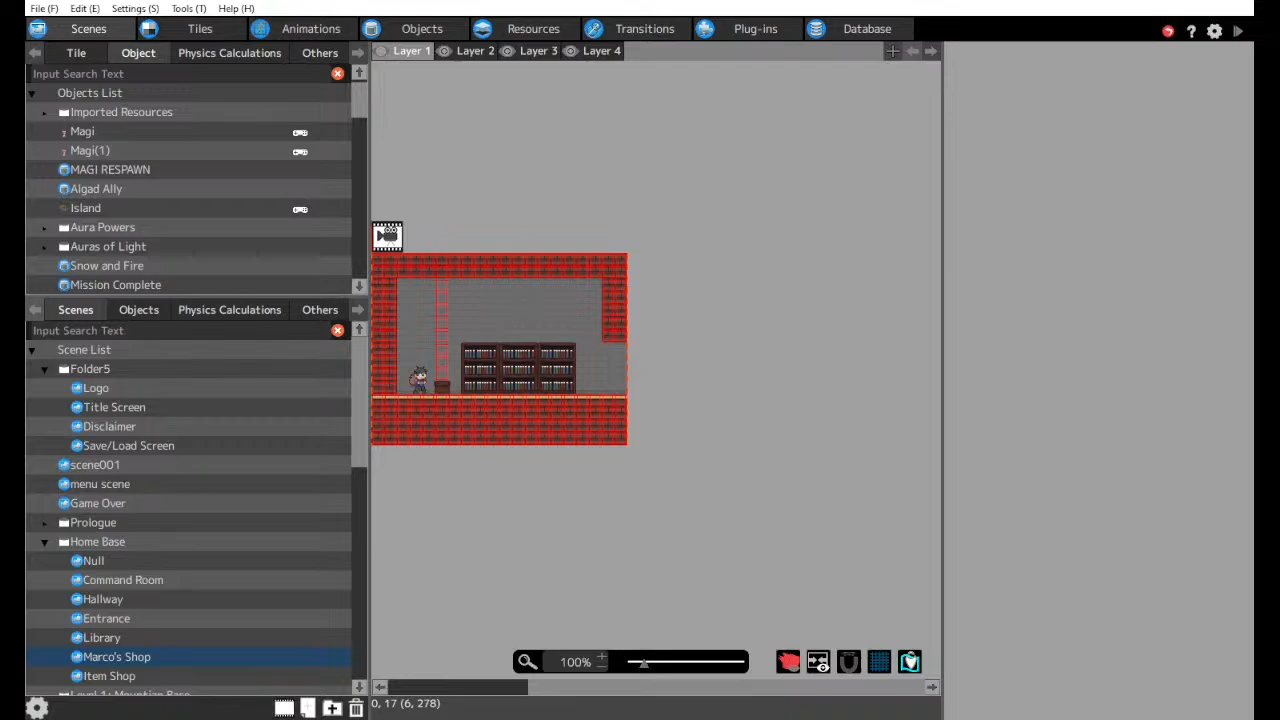 File (F) Edit (E) Settings (S) Tools (T) Help (H)
Scenes Tiles Animations Objects Resources Transitions Plug-ins Database
Tile Object Physics Calculations Others
Layer 1 Layer 2 Layer 3 Layer 4
Input Search Text
Objects List
Imported Resources
Magi
Magi(1)
MAGI RESPAWN
Algad Ally
Island
Aura Powers
Auras of Light
Snow and Fire
Mission Complete
Scenes Objects Physics Calculations Others
Input Search Text
Scene List
Folder5
Logo
Title Screen
Disclaimer
Save/Load Screen
scene001
menu scene
Game Over
Prologue
Home Base
Null
Command Room
Hallway
Entrance
Library
Marco's Shop
Item Shop
Level 1: Mountian Base
100%
0, 17 (6, 278)